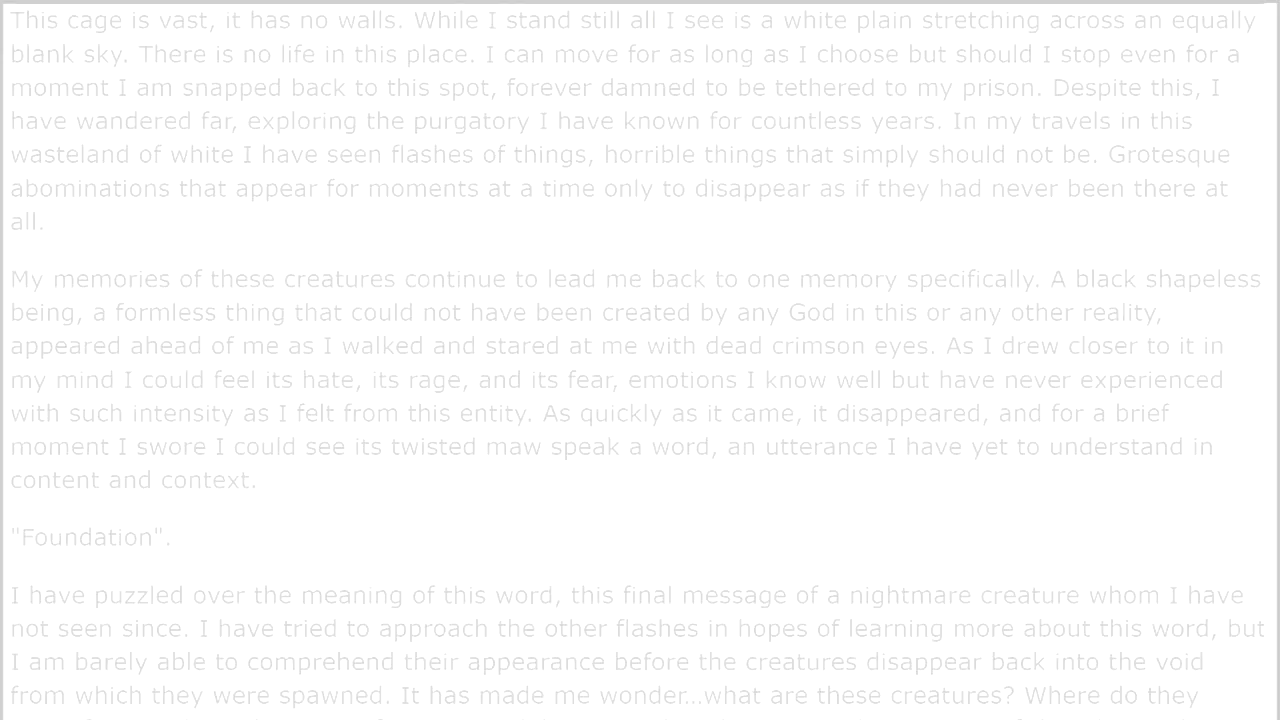 This cage is vast, it has no walls. While I stand still all I see is a white plain stretching across an equally
blank sky. There is no life in this place. I can move for as long as I choose but should I stop even for a
moment I am snapped back to this spot, forever damned to be tethered to my prison. Despite this, I
have wandered far, exploring the purgatory I have known for countless years. In my travels in this
wasteland of white I have seen flashes of things, horrible things that simply should not be. Grotesque
abominations that appear for moments at a time only to disappear as if they had never been there at
all.
My memories of these creatures continue to lead me back to one memory specifically. A black shapeless
being, a formless thing that could not have been created by any God in this or any other reality,
appeared ahead of me as I walked and stared at me with dead crimson eyes. As I drew closer to it in
my mind I could feel its hate, its rage, and its fear, emotions I know well but have never experienced
with such intensity as I felt from this entity. As quickly as it came, it disappeared, and for a brief
moment I swore I could see its twisted maw speak a word, an utterance I have yet to understand in
content and context.
"Foundation".
I have puzzled over the meaning of this word, this final message of a nightmare creature whom I have
not seen since. I have tried to approach the other flashes in hopes of learning more about this word, but
I am barely able to comprehend their appearance before the creatures disappear back into the void
from which they were spawned. It has made me wonder...what are these creatures? Where do they